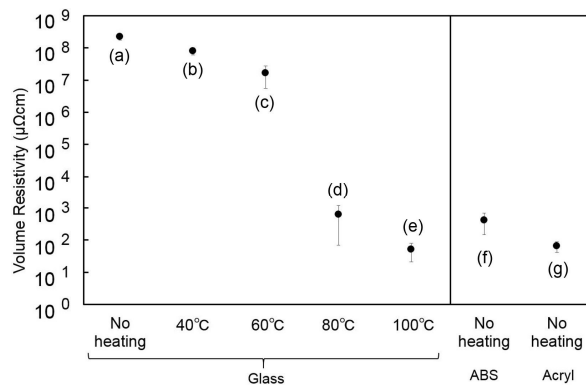 Volume Resistivity (μΩcm)
10 9
10 8
10 7
10 6
10 5
10 4
10 3
10 2
10 1
10 0
(a)
(b)
(c)
(d)
(e)
(f)
(g)
No heating
40℃
60℃
80℃
100℃
No heating
No heating
Glass
ABS
Acryl